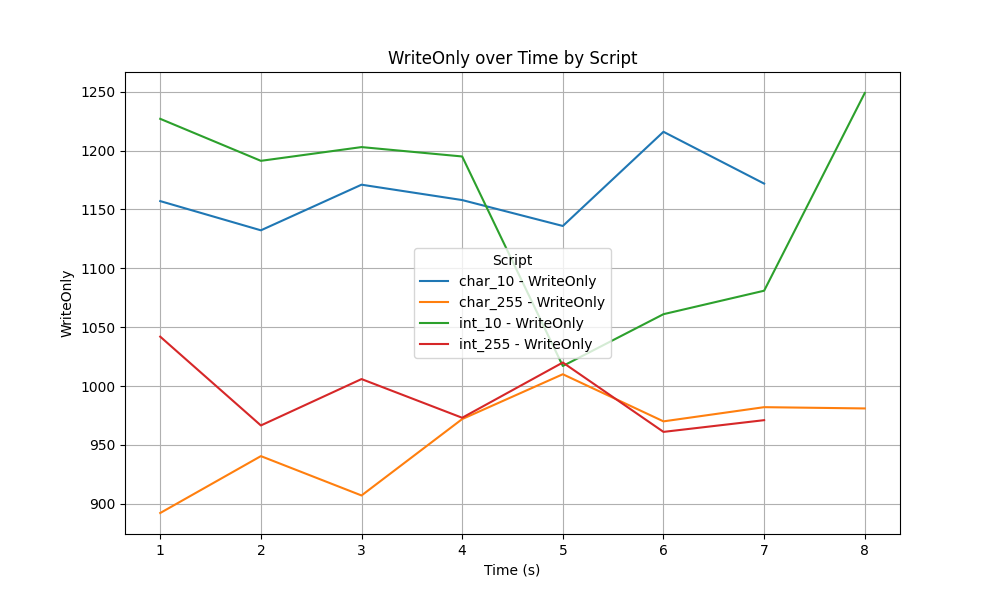 WriteOnly over Time by Script
WriteOnly
1250
1200
1150
1100
1050
1000
950
900
Script
char_10 - WriteOnly
char_255 - WriteOnly
int_10 - WriteOnly
int_255 - WriteOnly
1 2 3 4 5 6 7 8
Time (s)